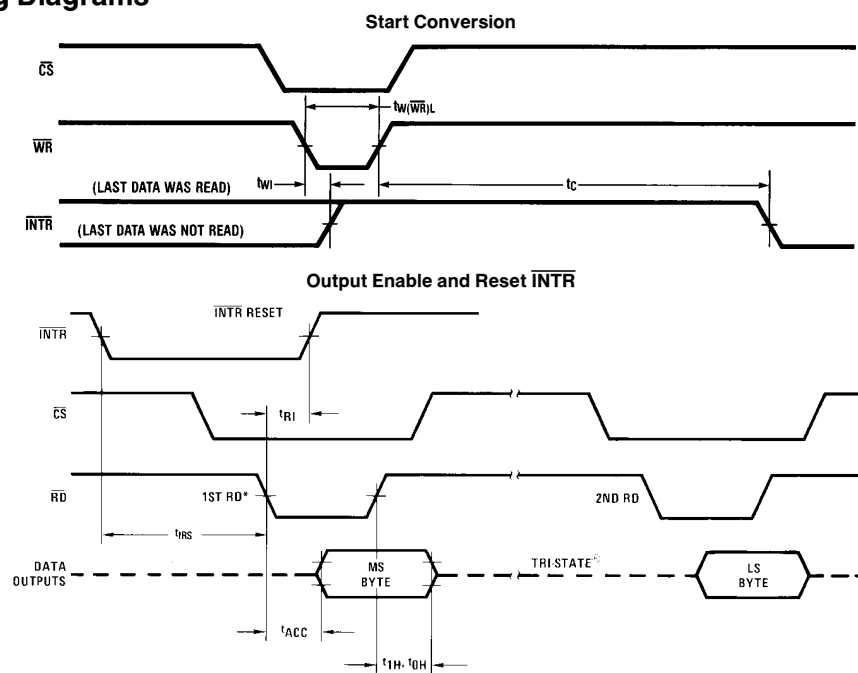 g Diagrams
Start Conversion
CS
tW(WR)L
WR
tWI
tC
(LAST DATA WAS READ)
INTR
(LAST DATA WAS NOT READ)
Output Enable and Reset INTR
INTR RESET
INTR
CS
tRI
RD
1ST RD*
2ND RD
tIRS
DATA
OUTPUTS
MS
BYTE
TRI-STATE®
LS
BYTE
tACC
t1H, t0H